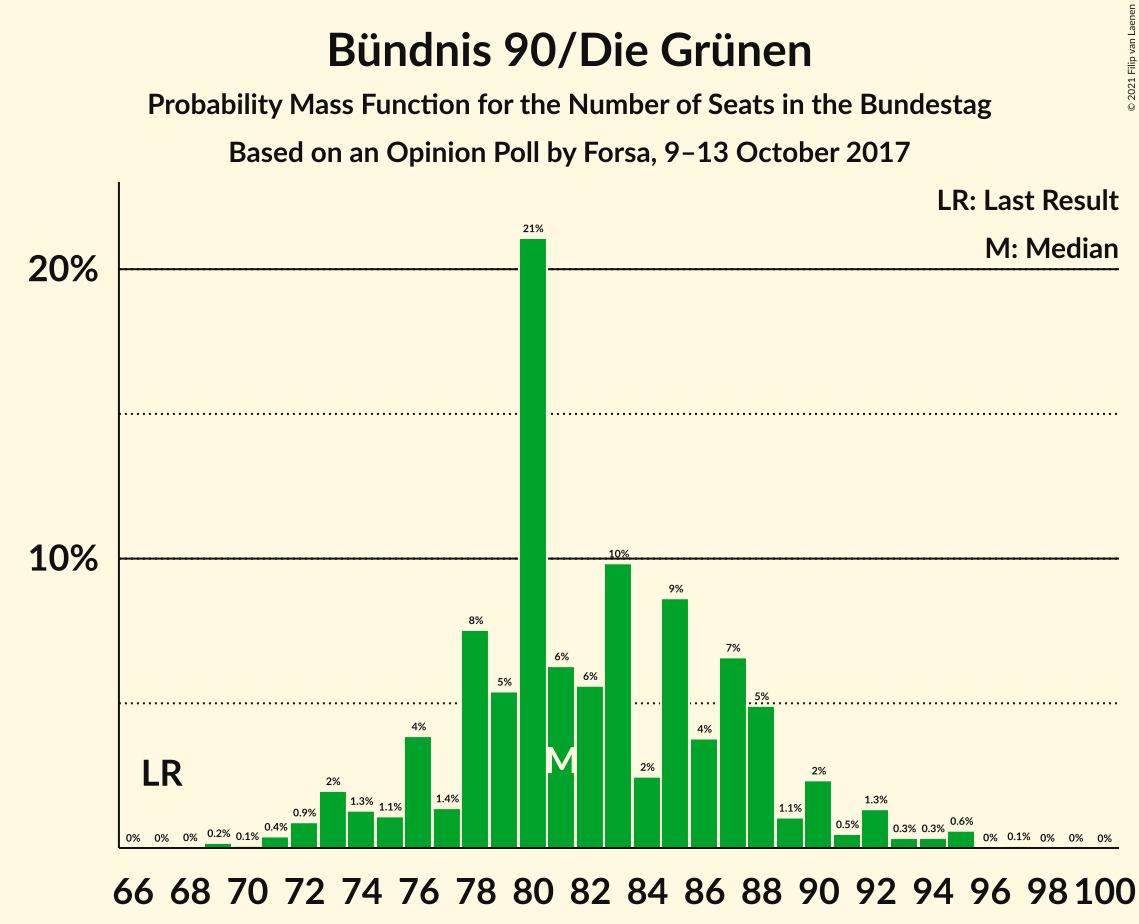 Bündnis 90/Die Grünen
Probability Mass Function for the Number of Seats in the Bundestag
Based on an Opinion Poll by Forsa, 9–13 October 2017
© 2021 Filip van Laenen
LR: Last Result
M: Median
20%
10%
LR
M
0% 0% 0% 0.2% 0.1% 0.4% 0.9% 2% 1.3% 1.1% 4% 1.4% 8% 5% 21% 6% 6% 10% 2% 9% 4% 7% 5% 1.1% 2% 0.5% 1.3% 0.3% 0.3% 0.6% 0% 0.1% 0% 0% 0%
66 68 70 72 74 76 78 80 82 84 86 88 90 92 94 96 98 100